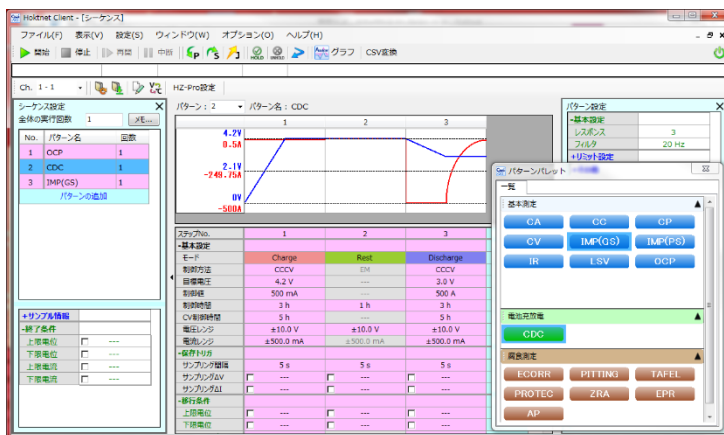 Hoktnet Client - [シーケンス]
ファイル(F) 表示(V) 設定(S) ウィンドウ(W) オプション(O) ヘルプ(H)
開始 停止 再開 中断 グラフ CSV変換
Ch. 1 - 1 HZ-Pro設定
シーケンス設定
全体の実行回数 1 メモ...
No. パターン名 回数
1 OCP 1
2 CDC 1
3 IMP(GS) 1
パターンの追加
+サンプル情報
-終了条件
上限電位 ---
下限電位 ---
上限電流 ---
下限電流 ---
パターン: 2 パターン名: CDC
1 2 3
4.2V
0.5A
2.1V
-249.75A
0V
-500A
ステップNo. 1 2 3
-基本設定
モード Charge Rest Discharge
制御方法 CCCV EM CCCV
目標電圧 4.2 V --- 3.0 V
制御値 500 mA --- 500 A
制御時間 3 h 1 h 3 h
CV制御時間 5 h --- 5 h
電圧レンジ ±10.0 V ±10.0 V ±10.0 V
電流レンジ ±500.0 mA ±500.0 mA ±500.0 mA
-保存トリガ
サンプリング間隔 5 s 5 s 5 s
サンプリングΔV --- --- ---
サンプリングΔI --- --- ---
-移行条件
上限電位 --- --- ---
下限電位 --- --- ---
パターン設定
-基本設定
レスポンス 3
フィルタ 20 Hz
+リミット設定
パターンパレット
一覧
基本測定
CA CC CP
CV IMP(GS) IMP(PS)
IR LSV OCP
電池充放電
CDC
腐食測定
ECORR PITTING TAFEL
PROTEC ZRA EPR
AP